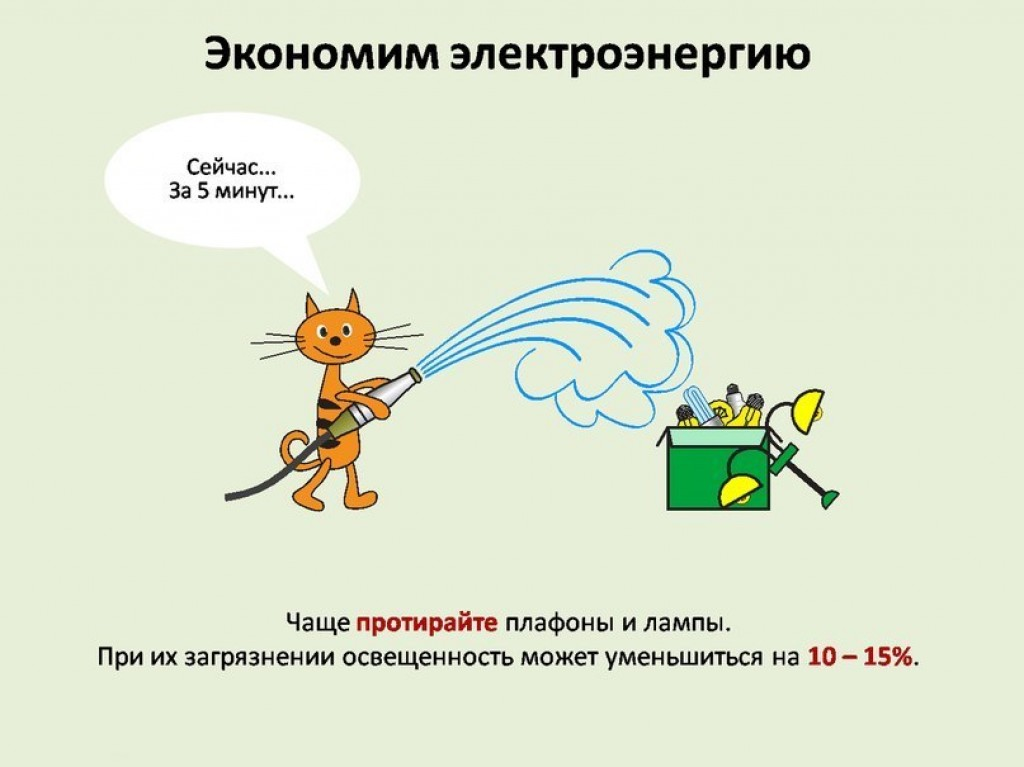 Экономим электроэнергию
Сейчас...
За 5 минут...
Чаще протирайте плафоны и лампы.
При их загрязнении освещенность может уменьшиться на 10 – 15%.